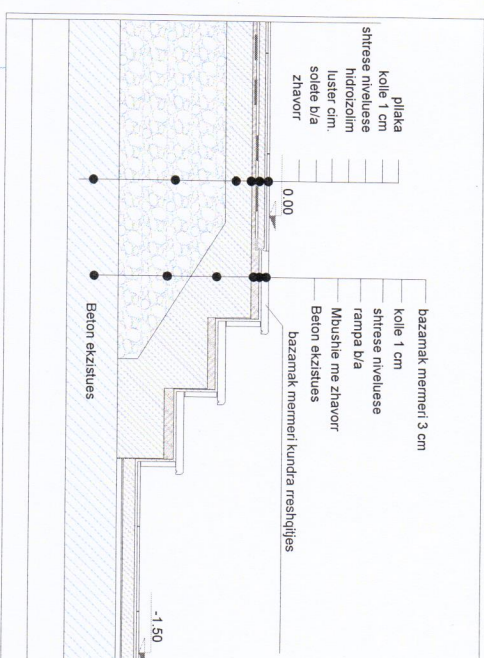 pllaka
kolle 1 cm
shtrese niveluese
hidroizolim
luster cim.
solete b/a
zhavorr
0.00
bazamak mermeri 3 cm
kolle 1 cm
shtrese niveluese
rampa b/a
Mbushie me zhavorr
Beton ekzistues
bazamak mermeri kundra rreshqitjes
Beton ekzistues
-1.50